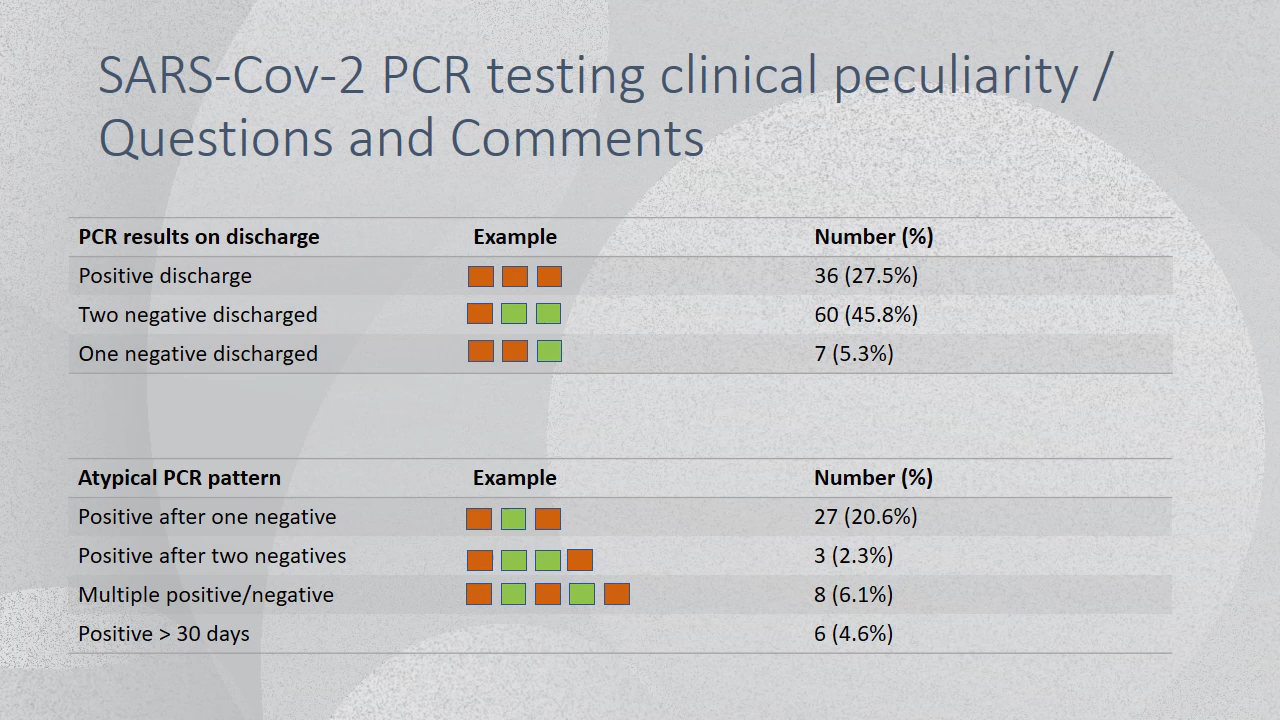 SARS-Cov-2 PCR testing clinical peculiarity /
Questions and Comments
PCR results on discharge Example Number (%)
Positive discharge 36 (27.5%)
Two negative discharged 60 (45.8%)
One negative discharged 7 (5.3%)
Atypical PCR pattern Example Number (%)
Positive after one negative 27 (20.6%)
Positive after two negatives 3 (2.3%)
Multiple positive/negative 8 (6.1%)
Positive > 30 days 6 (4.6%)